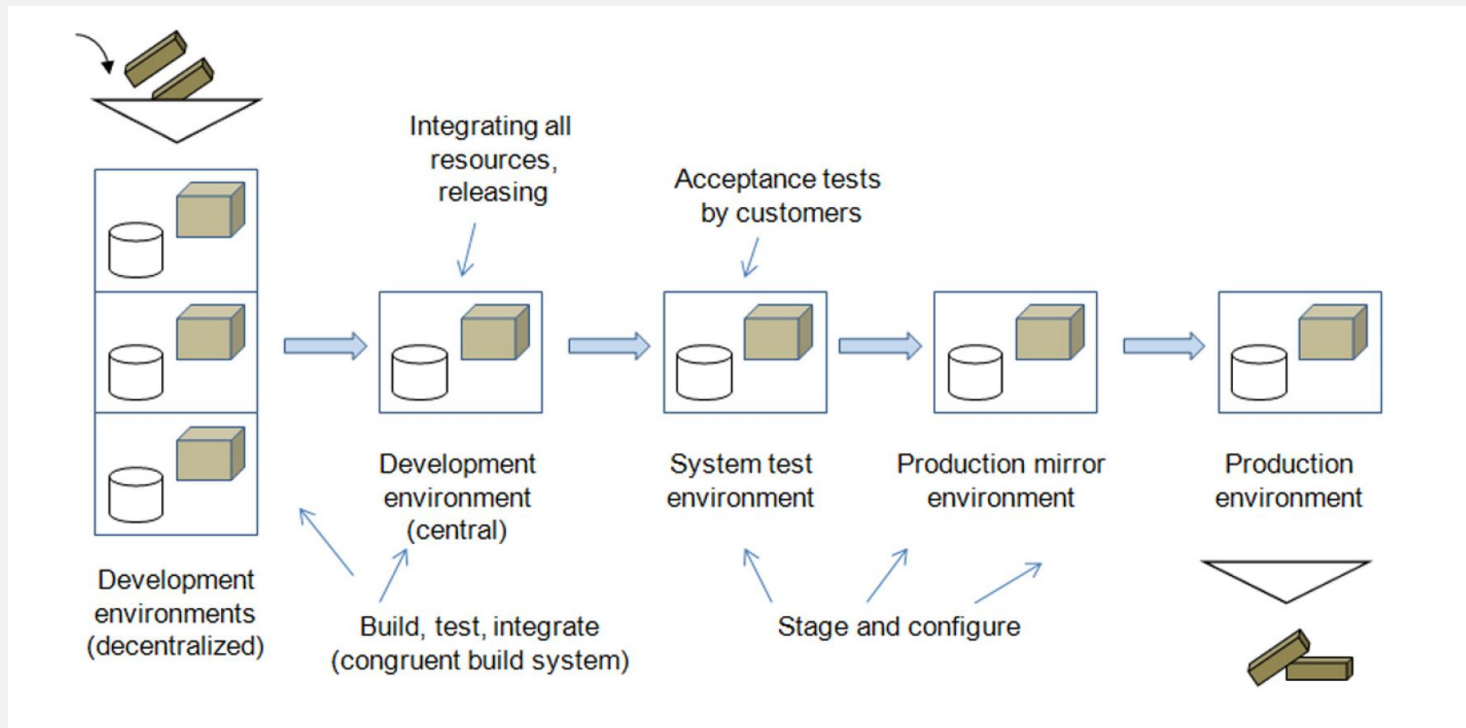 Integrating all
resources,
releasing
Acceptance tests
by customers
Development
environments
(decentralized)
Development
environment
(central)
System test
environment
Production mirror
environment
Production
environment
Build, test, integrate
(congruent build system)
Stage and configure